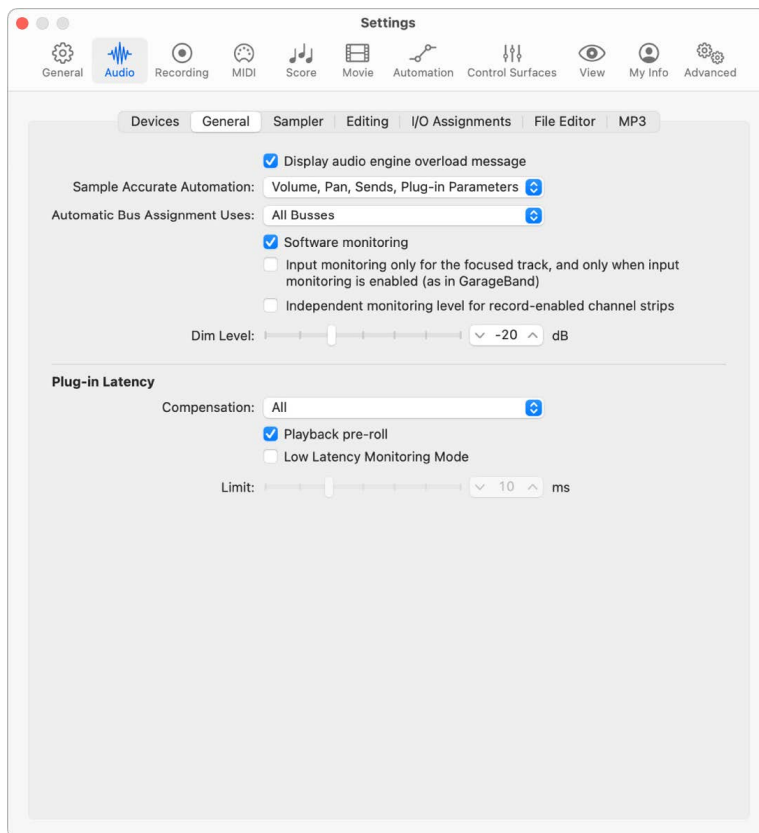 Settings
General Audio Recording MIDI Score Movie Automation Control Surfaces View My Info Advanced
Devices General Sampler Editing I/O Assignments File Editor MP3
Display audio engine overload message
Sample Accurate Automation: Volume, Pan, Sends, Plug-in Parameters
Automatic Bus Assignment Uses: All Busses
Software monitoring
Input monitoring only for the focused track, and only when input
monitoring is enabled (as in GarageBand)
Independent monitoring level for record-enabled channel strips
Dim Level: -20 dB
Plug-in Latency
Compensation: All
Playback pre-roll
Low Latency Monitoring Mode
Limit: 10 ms